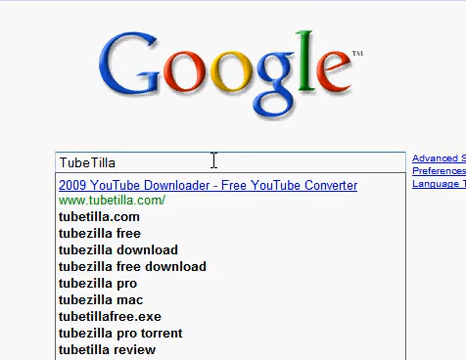 Google™
TubeTilla
Advanced S
Preferences
Language T
2009 YouTube Downloader - Free YouTube Converter
www.tubetilla.com/
tubetilla.com
tubezilla free
tubezilla download
tubezilla free download
tubezilla pro
tubezilla mac
tubetillafree.exe
tubezilla pro torrent
tubetilla review